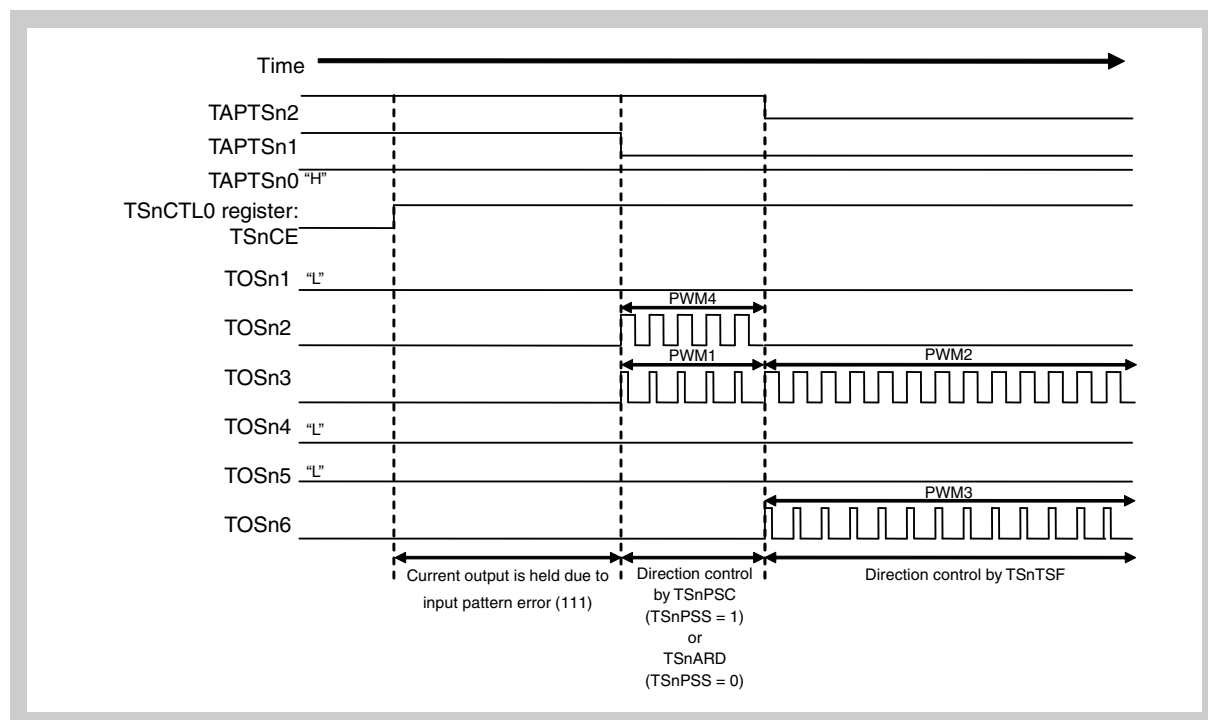 Time
TAPTSn2
TAPTSn1
TAPTSn0 “H”
TSnCTL0 register:
TSnCE
TOSn1 “L”
PWM4
TOSn2
PWM1 PWM2
TOSn3
TOSn4 “L”
TOSn5 “L”
PWM3
TOSn6
Current output is held due to
input pattern error (111)
Direction control
by TSnPSC
(TSnPSS = 1)
or
TSnARD
(TSnPSS = 0)
Direction control by TSnTSF